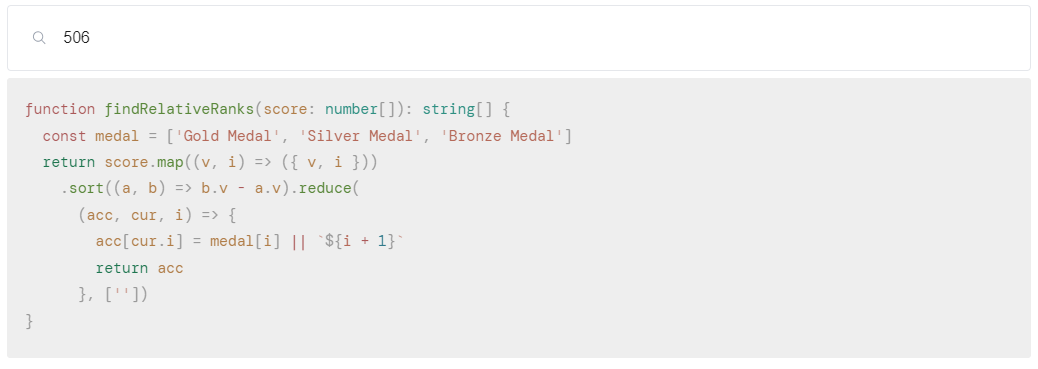 506
function findRelativeRanks(score: number[]): string[] {
  const medal = ['Gold Medal', 'Silver Medal', 'Bronze Medal']
  return score.map((v, i) => ({ v, i }))
    .sort((a, b) => b.v - a.v).reduce(
      (acc, cur, i) => {
        acc[cur.i] = medal[i] || `${i + 1}`
        return acc
      }, [''])
}